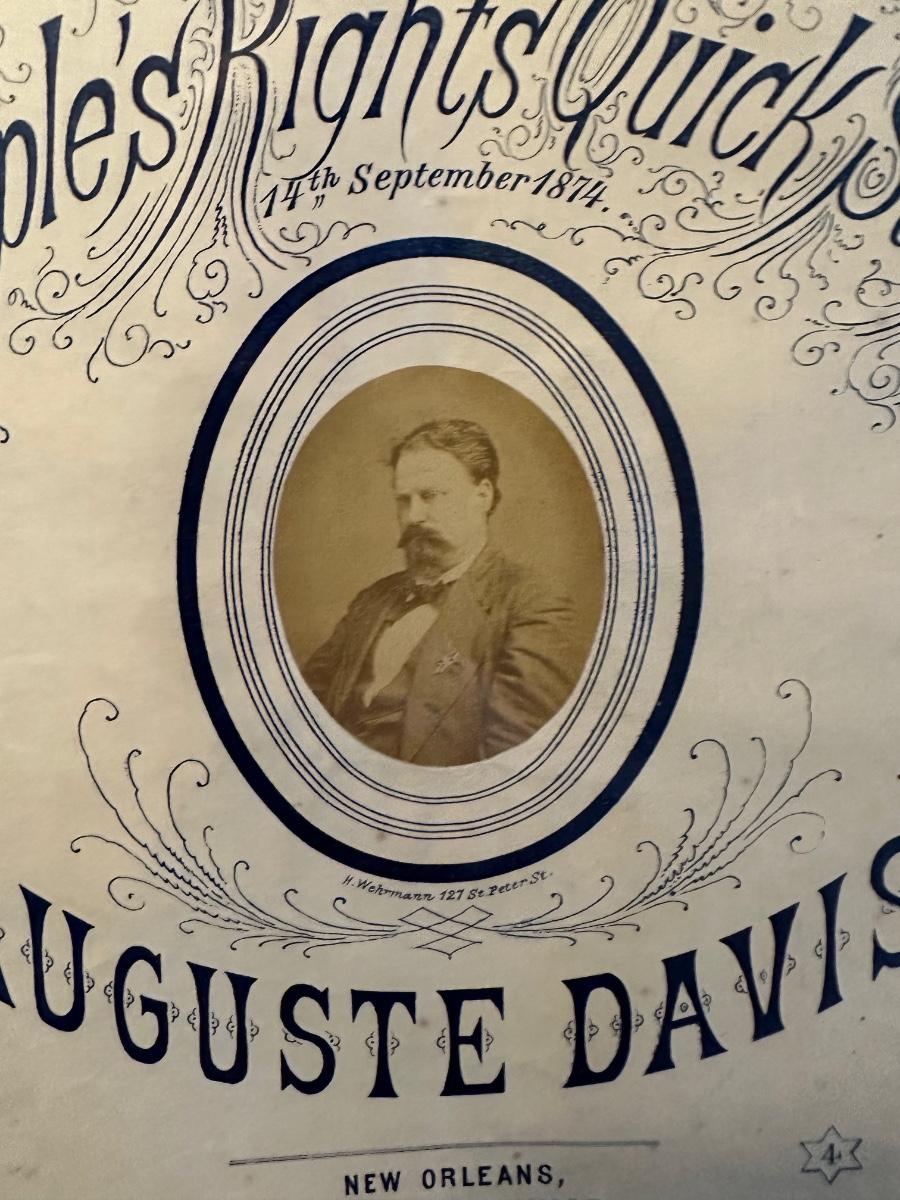 ple's Rights Quick S
14th September 1874.
H. Wehrmann 127 St. Peter St.
AUGUSTE DAVIS
NEW ORLEANS,
4